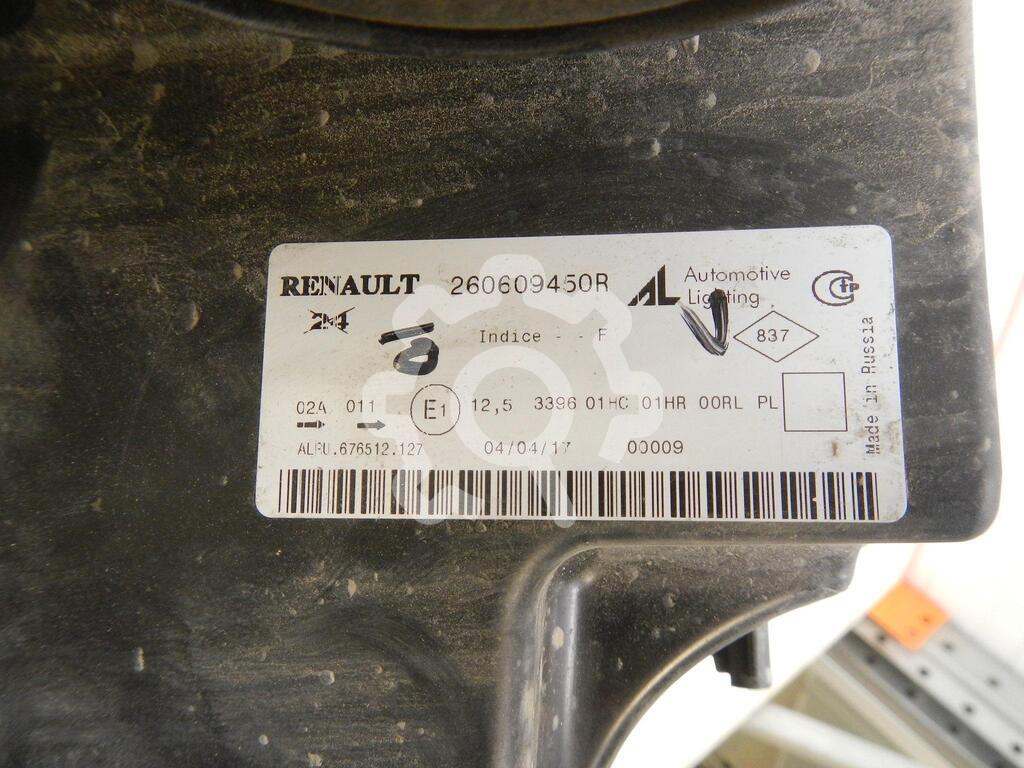 RENAULT 260609450R AL Automotive Lighting
Indice - - F
837
02A 011 E1 12,5 3396 01HC 01HR 00RL PL
ALRU.676512.127 04/04/17 00009
Made in Russia